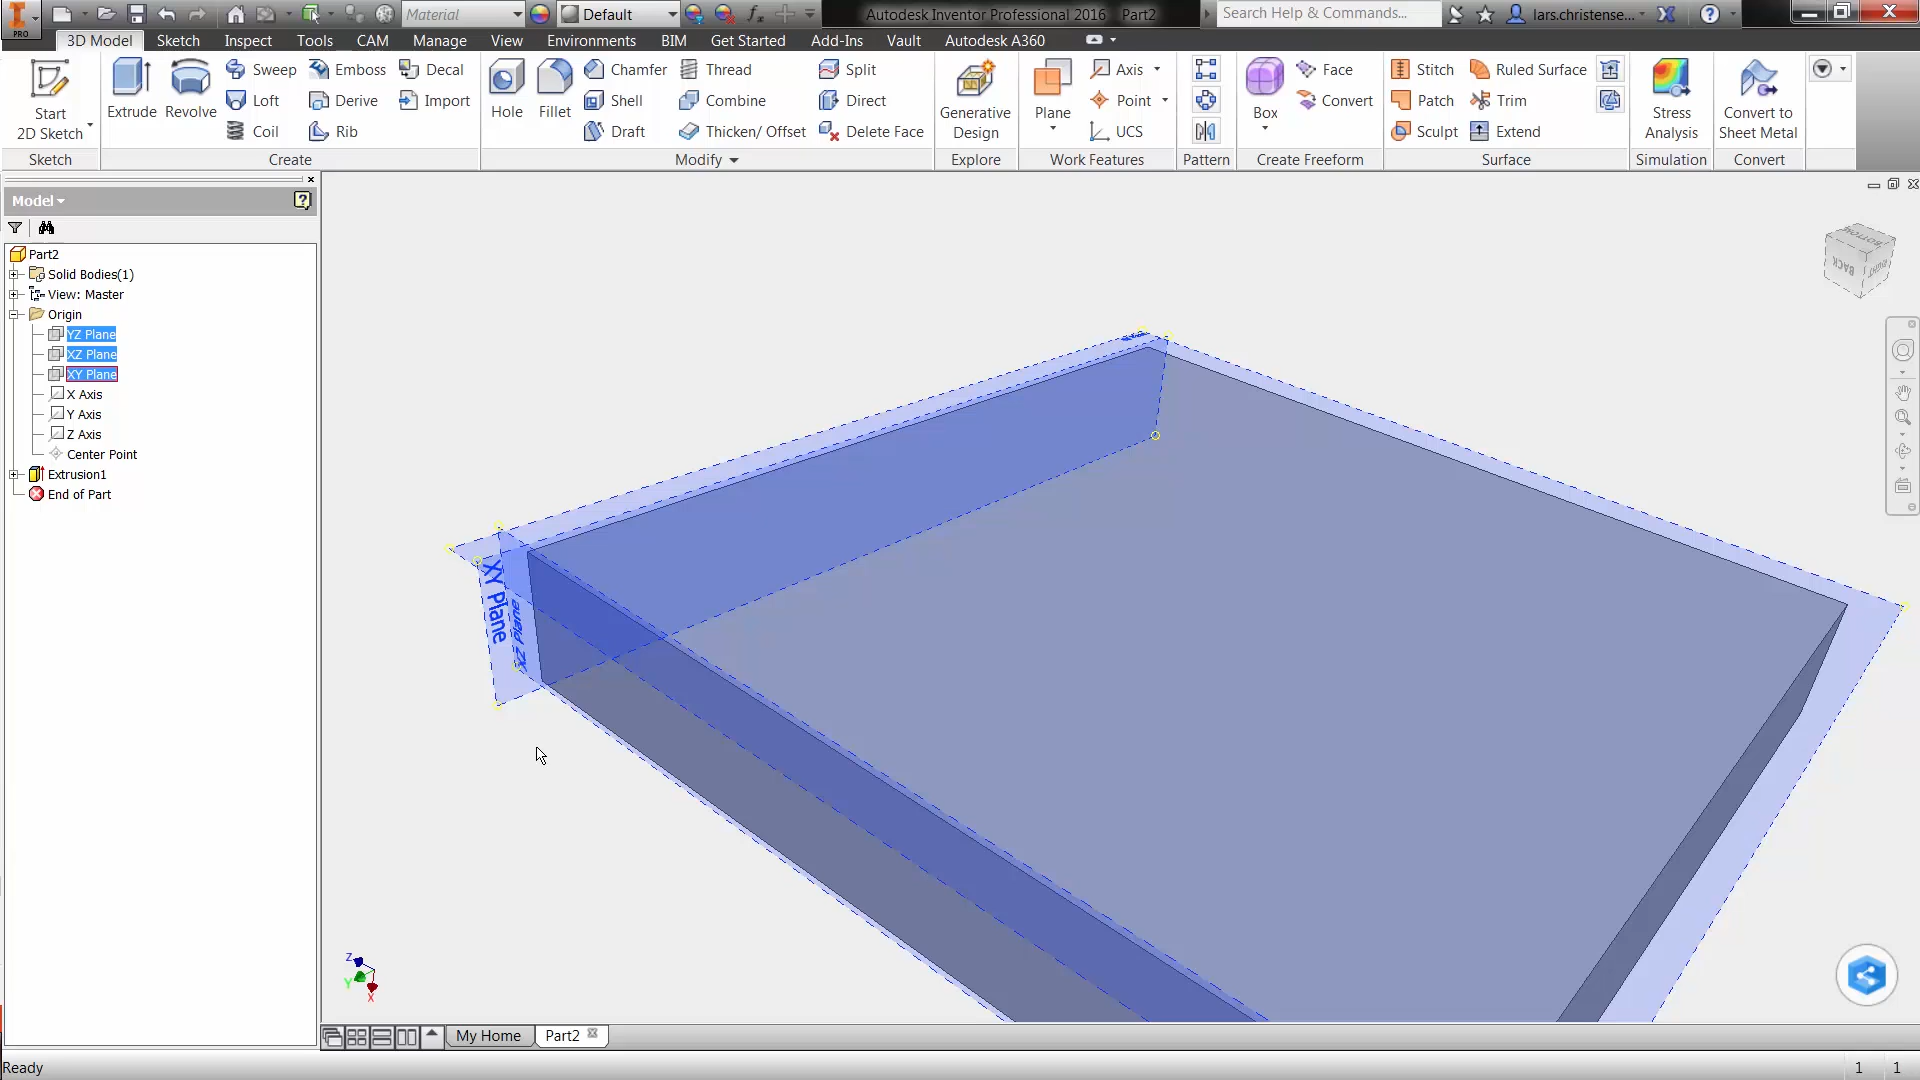 PRO
Material
Default
Autodesk Inventor Professional 2016 Part2
Search Help & Commands...
lars.christense...
3D Model Sketch Inspect Tools CAM Manage View Environments BIM Get Started Add-Ins Vault Autodesk A360
Start
2D Sketch
Extrude Revolve
Sweep Emboss Decal
Loft Derive Import
Coil Rib
Hole Fillet
Chamfer Thread Split
Shell Combine Direct
Draft Thicken/ Offset Delete Face
Generative
Design
Plane
Axis
Point
UCS
Box
Face
Convert
Stitch Ruled Surface
Patch Trim
Sculpt Extend
Stress
Analysis
Convert to
Sheet Metal
Sketch Create Modify Explore Work Features Pattern Create Freeform Surface Simulation Convert
Model
Part2
Solid Bodies(1)
View: Master
Origin
YZ Plane
XZ Plane
XY Plane
X Axis
Y Axis
Z Axis
Center Point
Extrusion1
End of Part
BOTTOM
BACK
RIGHT
XY Plane
XZ Plane
Z
Y
X
My Home Part2
Ready 1 1